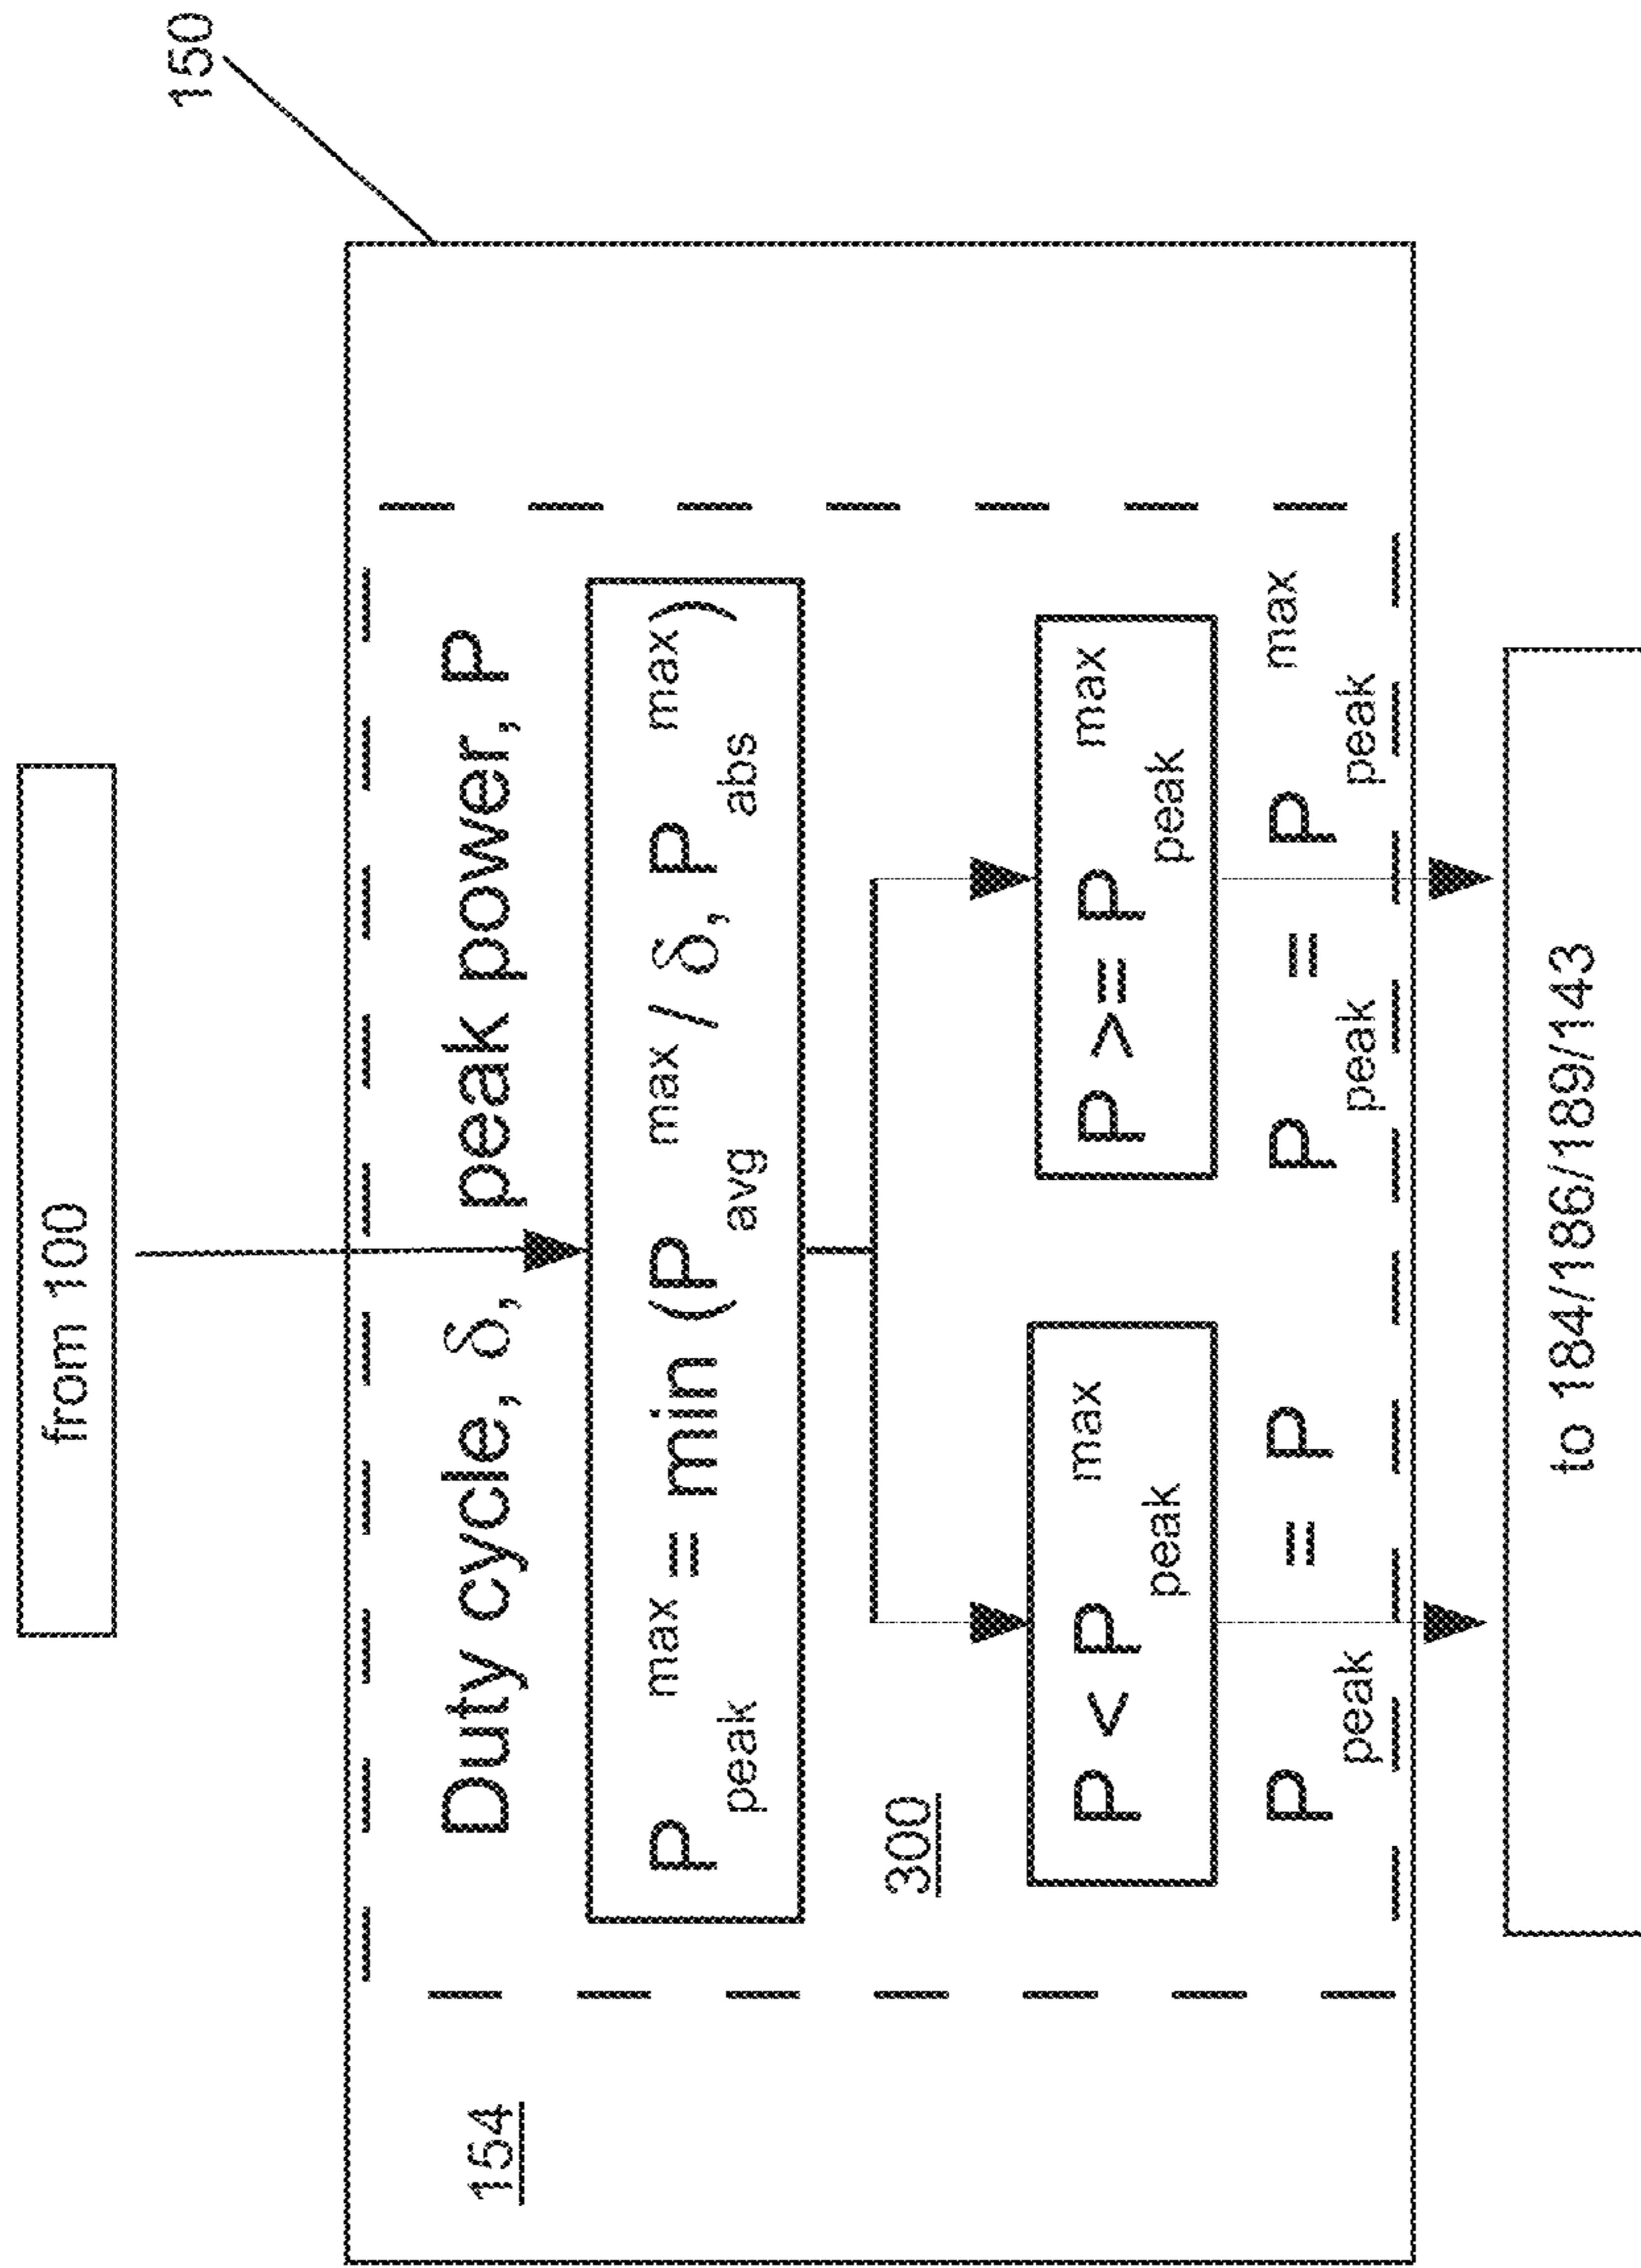 from 100
150
154
Duty cycle, δ, peak power, P
P peak max = min (P avg max / δ, P abs max)
300
P < P peak max
P >= P peak max
P peak = P
P peak = P peak max
to 184/186/189/143